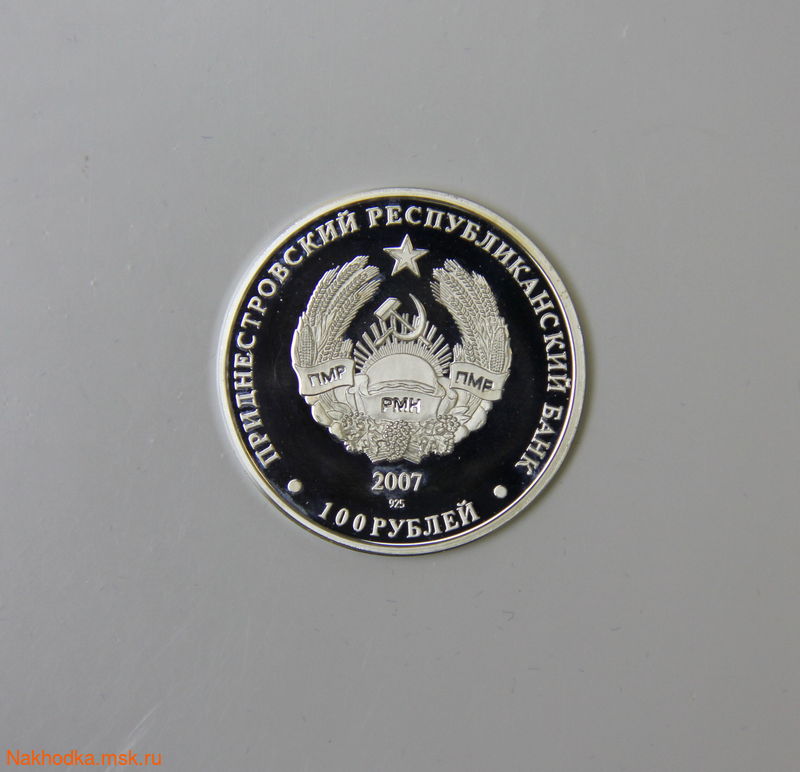 ПРИДНЕСТРОВСКИЙ РЕСПУБЛИКАНСКИЙ БАНК
ПМР
ПМР
РМН
2007
925
• 100 РУБЛЕЙ •
Nakhodka.msk.ru